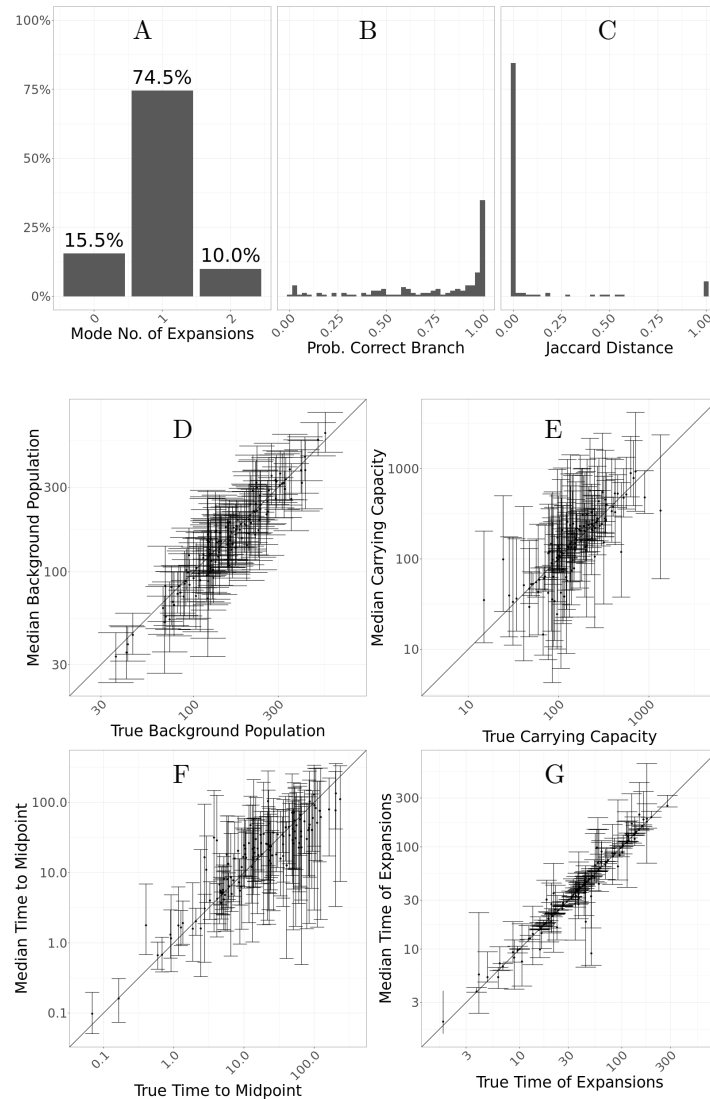 A B C
100%
75%
50%
25%
0%
15.5%
74.5%
10.0%
0 1 2
Mode No. of Expansions
0.00 0.25 0.50 0.75 1.00
Prob. Correct Branch
0.00 0.25 0.50 0.75 1.00
Jaccard Distance
D
Median Background Population
300
100
30
30 100 300
True Background Population
E
Median Carrying Capacity
1000
100
10
10 100 1000
True Carrying Capacity
F
Median Time to Midpoint
100.0
10.0
1.0
0.1
0.1 1.0 10.0 100.0
True Time to Midpoint
G
Median Time of Expansions
300
100
30
10
3
3 10 30 100 300
True Time of Expansions